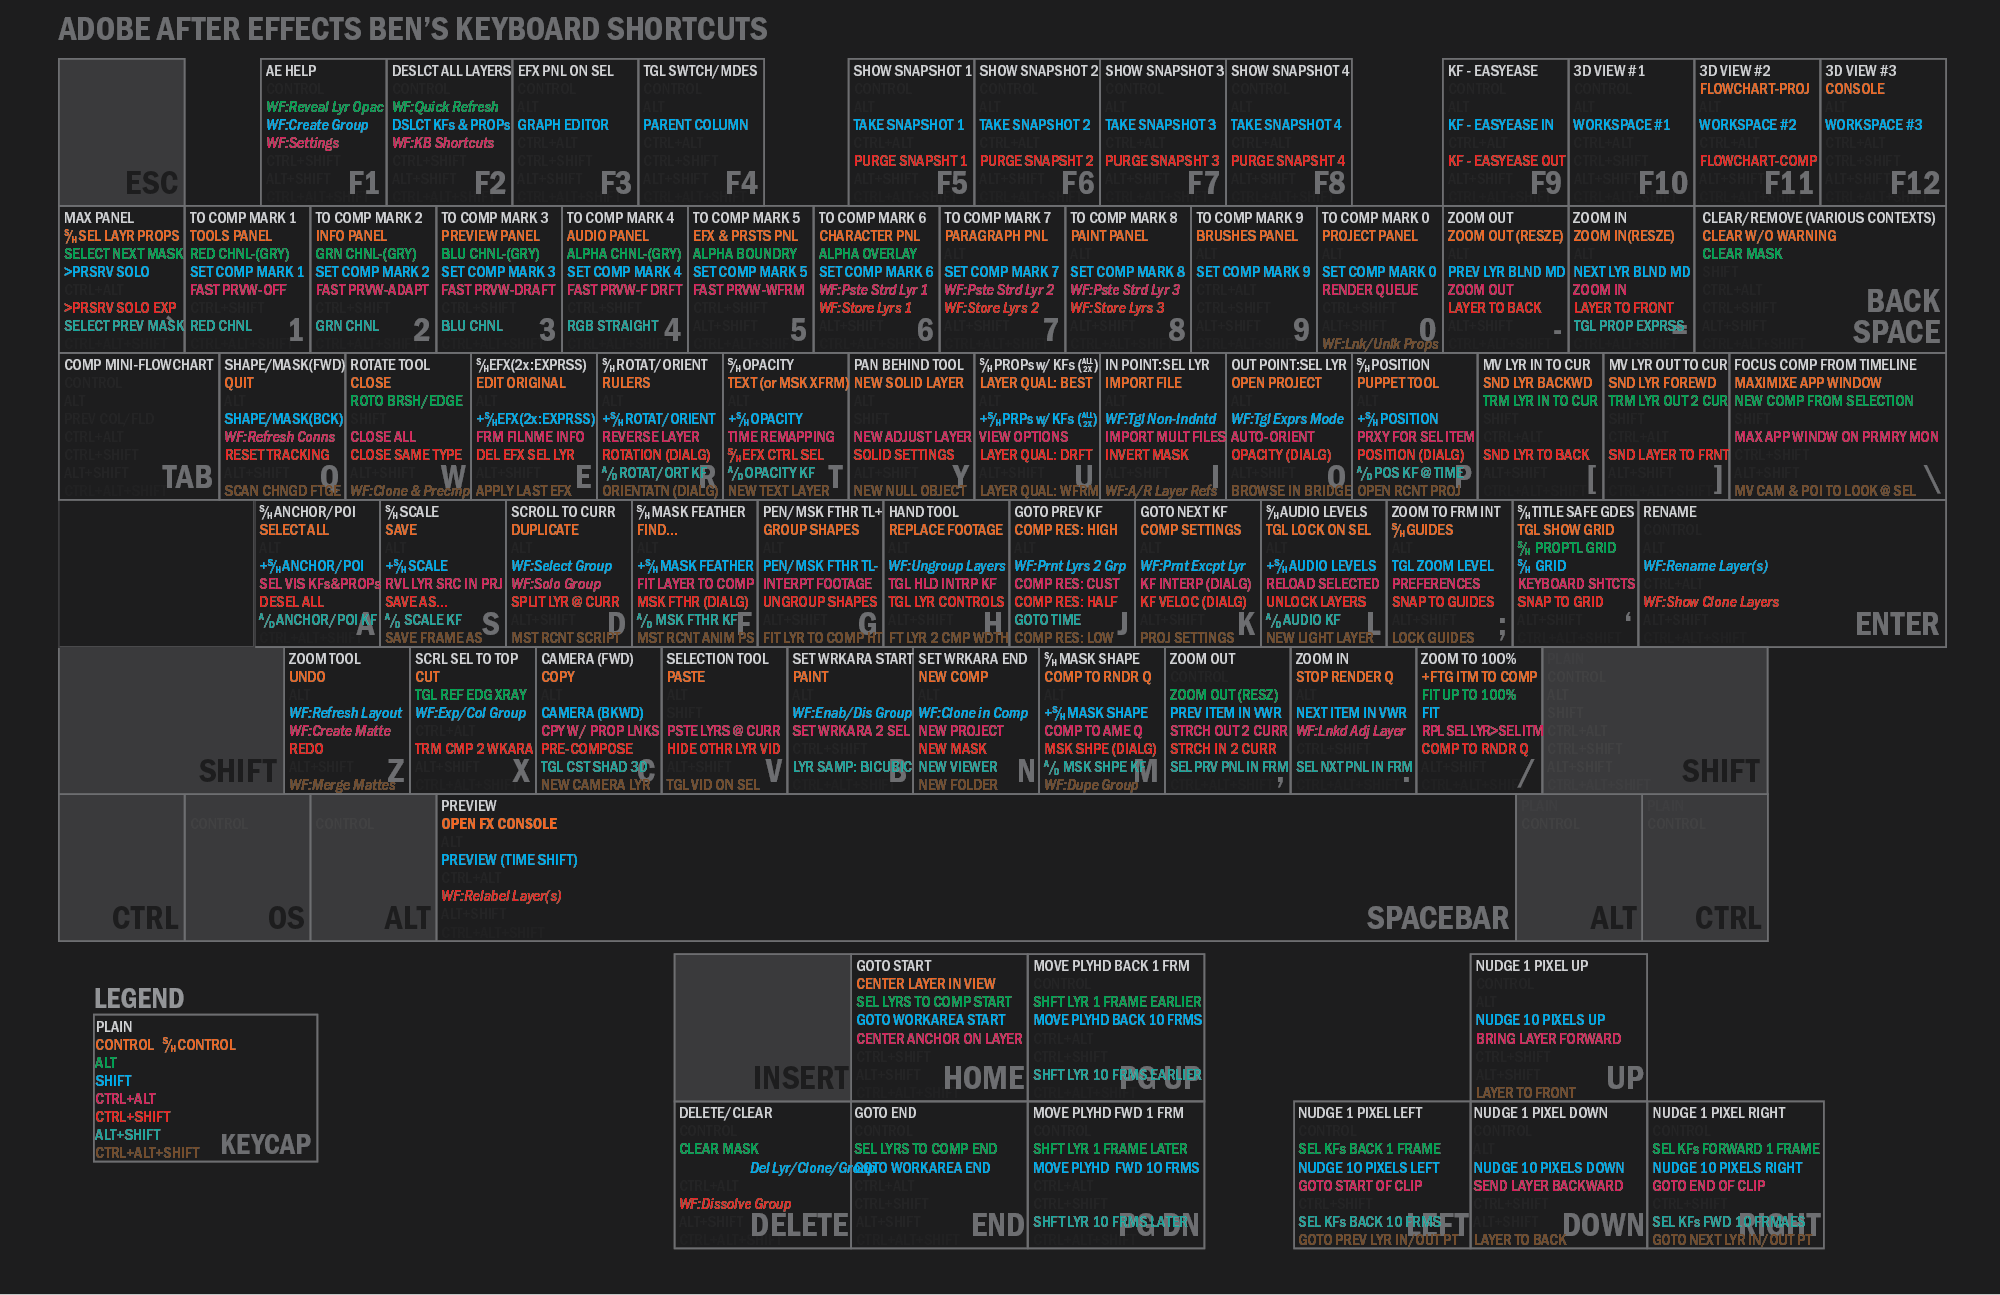 ADOBE AFTER EFFECTS BEN'S KEYBOARD SHORTCUTS
ESC
AE HELP
WF:Reveal Lyr Opac
WF:Create Group
WF:Settings
F1
DESLCT ALL LAYERS
WF:Quick Refresh
DSLCT KFs & PROPs
WF:KB Shortcuts
F2
EFX PNL ON SEL
GRAPH EDITOR
F3
TGL SWTCH/MDES
PARENT COLUMN
F4
SHOW SNAPSHOT 1
TAKE SNAPSHOT 1
PURGE SNAPSHT 1
F5
SHOW SNAPSHOT 2
TAKE SNAPSHOT 2
PURGE SNAPSHT 2
F6
SHOW SNAPSHOT 3
TAKE SNAPSHOT 3
PURGE SNAPSHT 3
F7
SHOW SNAPSHOT 4
TAKE SNAPSHOT 4
PURGE SNAPSHT 4
F8
KF - EASYEASE
KF - EASYEASE IN
KF - EASYEASE OUT
F9
3D VIEW #1
WORKSPACE #1
F10
3D VIEW #2
FLOWCHART-PROJ
WORKSPACE #2
FLOWCHART-COMP
F11
3D VIEW #3
CONSOLE
WORKSPACE #3
F12
MAX PANEL
S/H SEL LAYR PROPS
SELECT NEXT MASK
>PRSRV SOLO
>PRSRV SOLO EXP
SELECT PREV MASK
TO COMP MARK 1
TOOLS PANEL
RED CHNL-(GRY)
SET COMP MARK 1
FAST PRVW-OFF
RED CHNL
1
TO COMP MARK 2
INFO PANEL
GRN CHNL-(GRY)
SET COMP MARK 2
FAST PRVW-ADAPT
GRN CHNL
2
TO COMP MARK 3
PREVIEW PANEL
BLU CHNL-(GRY)
SET COMP MARK 3
FAST PRVW-DRAFT
BLU CHNL
3
TO COMP MARK 4
AUDIO PANEL
ALPHA CHNL-(GRY)
SET COMP MARK 4
FAST PRVW-F DRFT
RGB STRAIGHT
4
TO COMP MARK 5
EFX & PRSTS PNL
ALPHA BOUNDRY
SET COMP MARK 5
FAST PRVW-WFRM
5
TO COMP MARK 6
CHARACTER PNL
ALPHA OVERLAY
SET COMP MARK 6
WF:Pste Strd Lyr 1
WF:Store Lyrs 1
6
TO COMP MARK 7
PARAGRAPH PNL
SET COMP MARK 7
WF:Pste Strd Lyr 2
WF:Store Lyrs 2
7
TO COMP MARK 8
PAINT PANEL
SET COMP MARK 8
WF:Pste Strd Lyr 3
WF:Store Lyrs 3
8
TO COMP MARK 9
BRUSHES PANEL
SET COMP MARK 9
9
TO COMP MARK 0
PROJECT PANEL
SET COMP MARK 0
RENDER QUEUE
WF:Lnk/Unlk Props
0
ZOOM OUT
ZOOM OUT (RESZE)
PREV LYR BLND MD
ZOOM OUT
LAYER TO BACK
-
ZOOM IN
ZOOM IN(RESZE)
NEXT LYR BLND MD
ZOOM IN
LAYER TO FRONT
TGL PROP EXPRSS
=
CLEAR/REMOVE (VARIOUS CONTEXTS)
CLEAR W/O WARNING
CLEAR MASK
BACK
SPACE
COMP MINI-FLOWCHART
TAB
SHAPE/MASK(FWD)
QUIT
SHAPE/MASK(BCK)
WF:Refresh Conns
RESET TRACKING
SCAN CHNGD FTGE
Q
ROTATE TOOL
CLOSE
ROTO BRSH/EDGE
CLOSE ALL
CLOSE SAME TYPE
WF:Clone & Precmp
W
S/H EFX(2x:EXPRSS)
EDIT ORIGINAL
+S/H EFX(2x:EXPRSS)
FRM FILNME INFO
DEL EFX SEL LYR
APPLY LAST EFX
E
S/H ROTAT/ORIENT
RULERS
+S/H ROTAT/ORIENT
REVERSE LAYER
ROTATION (DIALG)
A/D ROTAT/ORT KF
ORIENTATN (DIALG)
R
S/H OPACITY
TEXT (or MSK XFRM)
+S/H OPACITY
TIME REMAPPING
S/H EFX CTRL SEL
A/D OPACITY KF
NEW TEXT LAYER
T
PAN BEHIND TOOL
NEW SOLID LAYER
NEW ADJUST LAYER
SOLID SETTINGS
NEW NULL OBJECT
Y
S/H PROPs w/ KFs (ALL 2X)
LAYER QUAL: BEST
+S/H PRPs w/ KFs (ALL 2X)
VIEW OPTIONS
LAYER QUAL: DRFT
LAYER QUAL: WFRM
U
IN POINT:SEL LYR
IMPORT FILE
WF:Tgl Non-Indntd
IMPORT MULT FILES
INVERT MASK
WF:A/R Layer Refs
I
OUT POINT:SEL LYR
OPEN PROJECT
WF:Tgl Exprs Mode
AUTO-ORIENT
OPACITY (DIALG)
BROWSE IN BRIDGE
O
S/H POSITION
PUPPET TOOL
+S/H POSITION
PRXY FOR SEL ITEM
POSITION (DIALG)
A/D POS KF @ TIME
OPEN RCNT PROJ
P
MV LYR IN TO CUR
SND LYR BACKWD
TRM LYR IN TO CUR
SND LYR TO BACK
[
MV LYR OUT TO CUR
SND LYR FOREWD
TRM LYR OUT 2 CUR
SND LAYER TO FRNT
]
FOCUS COMP FROM TIMELINE
MAXIMIXE APP WINDOW
NEW COMP FROM SELECTION
MAX APP WINDW ON PRMRY MON
MV CAM & POI TO LOOK @ SEL
\
S/H ANCHOR/POI
SELECT ALL
+S/H ANCHOR/POI
SEL VIS KFs&PROPs
DESEL ALL
A/D ANCHOR/POI AF
A
S/H SCALE
SAVE
+S/H SCALE
RVL LYR SRC IN PRJ
SAVE AS...
A/D SCALE KF
SAVE FRAME AS
S
SCROLL TO CURR
DUPLICATE
WF:Select Group
WF:Solo Group
SPLIT LYR @ CURR
MST RCNT SCRIPT
D
S/H MASK FEATHER
FIND...
+S/H MASK FEATHER
FIT LAYER TO COMP
MSK FTHR (DIALG)
A/D MSK FTHR KF
MST RCNT ANIM PS
F
PEN/ MSK FTHR TL+
GROUP SHAPES
PEN/ MSK FTHR TL-
INTERPT FOOTAGE
UNGROUP SHAPES
FIT LYR TO COMP HT
G
HAND TOOL
REPLACE FOOTAGE
WF:Ungroup Layers
TGL HLD INTRP KF
TGL LYR CONTROLS
FT LYR 2 CMP WDTH
H
GOTO PREV KF
COMP RES: HIGH
WF:Prnt Lyrs 2 Grp
COMP RES: CUST
COMP RES: HALF
GOTO TIME
COMP RES: LOW
J
GOTO NEXT KF
COMP SETTINGS
WF:Prnt Excpt Lyr
KF INTERP (DIALG)
KF VELOC (DIALG)
PROJ SETTINGS
K
S/H AUDIO LEVELS
TGL LOCK ON SEL
+S/H AUDIO LEVELS
RELOAD SELECTED
UNLOCK LAYERS
A/D AUDIO KF
NEW LIGHT LAYER
L
ZOOM TO FRM INT
S/H GUIDES
TGL ZOOM LEVEL
PREFERENCES
SNAP TO GUIDES
LOCK GUIDES
;
S/H TITLE SAFE GDES
TGL SHOW GRID
S/H PROPTL GRID
S/H GRID
KEYBOARD SHTCTS
SNAP TO GRID
‘
RENAME
WF:Rename Layer(s)
WF:Show Clone Layers
ENTER
SHIFT
ZOOM TOOL
UNDO
WF:Refresh Layout
WF:Create Matte
REDO
WF:Merge Mattes
Z
SCRL SEL TO TOP
CUT
TGL REF EDG XRAY
WF:Exp/Col Group
TRM CMP 2 WKARA
X
CAMERA (FWD)
COPY
CAMERA (BKWD)
CPY W/ PROP LNKS
PRE-COMPOSE
TGL CST SHAD 3D
NEW CAMERA LYR
C
SELECTION TOOL
PASTE
PSTE LYRS @ CURR
HIDE OTHR LYR VID
TGL VID ON SEL
V
SET WRKARA START
PAINT
WF:Enab/Dis Group
SET WRKARA 2 SEL
LYR SAMP: BICUBIC
B
SET WRKARA END
NEW COMP
WF:Clone in Comp
NEW PROJECT
NEW MASK
NEW VIEWER
NEW FOLDER
N
S/H MASK SHAPE
COMP TO RNDR Q
+S/H MASK SHAPE
COMP TO AME Q
MSK SHPE (DIALG)
A/D MSK SHPE KF
WF:Dupe Group
M
ZOOM OUT
ZOOM OUT (RESZ)
PREV ITEM IN VWR
STRCH OUT 2 CURR
STRCH IN 2 CURR
SEL PRV PNL IN FRM
,
ZOOM IN
STOP RENDER Q
NEXT ITEM IN VWR
WF:Lnkd Adj Layer
SEL NXT PNL IN FRM
.
ZOOM TO 100%
+FTG ITM TO COMP
FIT UP TO 100%
FIT
RPL SEL LYR>SEL ITM
COMP TO RNDR Q
/
SHIFT
CTRL
OS
ALT
PREVIEW
OPEN FX CONSOLE
PREVIEW (TIME SHIFT)
WF:Relabel Layer(s)
SPACEBAR
ALT
CTRL
LEGEND
PLAIN
CONTROL S/H CONTROL
ALT
SHIFT
CTRL+ALT
CTRL+SHIFT
ALT+SHIFT
CTRL+ALT+SHIFT
KEYCAP
INSERT
GOTO START
CENTER LAYER IN VIEW
SEL LYRS TO COMP START
GOTO WORKAREA START
CENTER ANCHOR ON LAYER
HOME
MOVE PLYHD BACK 1 FRM
SHFT LYR 1 FRAME EARLIER
MOVE PLYHD BACK 10 FRMS
SHFT LYR 10 FRMS EARLIER
PG UP
DELETE/CLEAR
CLEAR MASK
Del Lyr/Clone/Group
WF:Dissolve Group
DELETE
GOTO END
SEL LYRS TO COMP END
GOTO WORKAREA END
END
MOVE PLYHD FWD 1 FRM
SHFT LYR 1 FRAME LATER
MOVE PLYHD FWD 10 FRMS
SHFT LYR 10 FRMS LATER
PG DN
NUDGE 1 PIXEL UP
NUDGE 10 PIXELS UP
BRING LAYER FORWARD
LAYER TO FRONT
UP
NUDGE 1 PIXEL LEFT
SEL KFs BACK 1 FRAME
NUDGE 10 PIXELS LEFT
GOTO START OF CLIP
SEL KFs BACK 10 FRMS
GOTO PREV LYR IN/OUT PT
LEFT
NUDGE 1 PIXEL DOWN
NUDGE 10 PIXELS DOWN
SEND LAYER BACKWARD
LAYER TO BACK
DOWN
NUDGE 1 PIXEL RIGHT
SEL KFs FORWARD 1 FRAME
NUDGE 10 PIXELS RIGHT
GOTO END OF CLIP
SEL KFs FWD 10
GOTO NEXT LYR IN/OUT PT
RIGHT